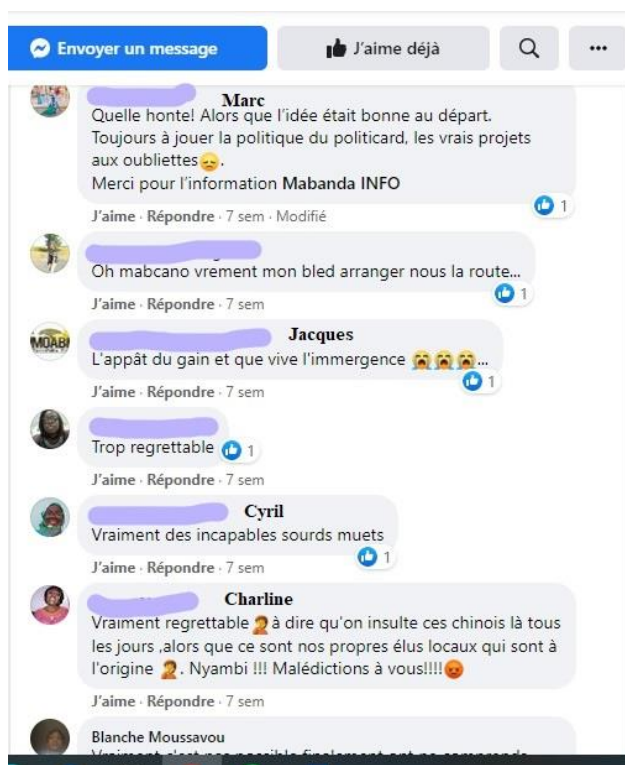 Envoyer un message
J'aime déjà
Marc
Quelle honte! Alors que l'idée était bonne au départ.
Toujours à jouer la politique du politicard, les vrais projets
aux oubliettes😞.
Merci pour l'information Mabanda INFO
J'aime · Répondre · 7 sem · Modifié
1
Oh mabcano vrement mon bled arranger nous la route...
1
J'aime · Répondre · 7 sem
MOABI
Jacques
L'appât du gain et que vive l'immergence 😭😭😭...
1
J'aime · Répondre · 7 sem
Trop regrettable
1
J'aime · Répondre · 7 sem
Cyril
Vraiment des incapables sourds muets
1
J'aime · Répondre · 7 sem
Charline
Vraiment regrettable 🤦à dire qu'on insulte ces chinois là tous
les jours ,alors que ce sont nos propres élus locaux qui sont à
l'origine 🤦. Nyambi !!! Malédictions à vous!!!!😡
J'aime · Répondre · 7 sem
Blanche Moussavou